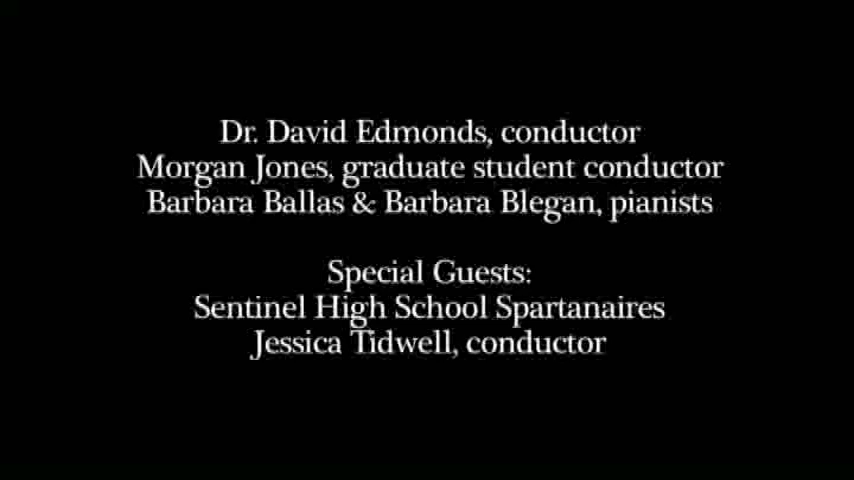 Dr. David Edmonds, conductor
Morgan Jones, graduate student conductor
Barbara Ballas & Barbara Blegan, pianists
Special Guests:
Sentinel High School Spartanaires
Jessica Tidwell, conductor